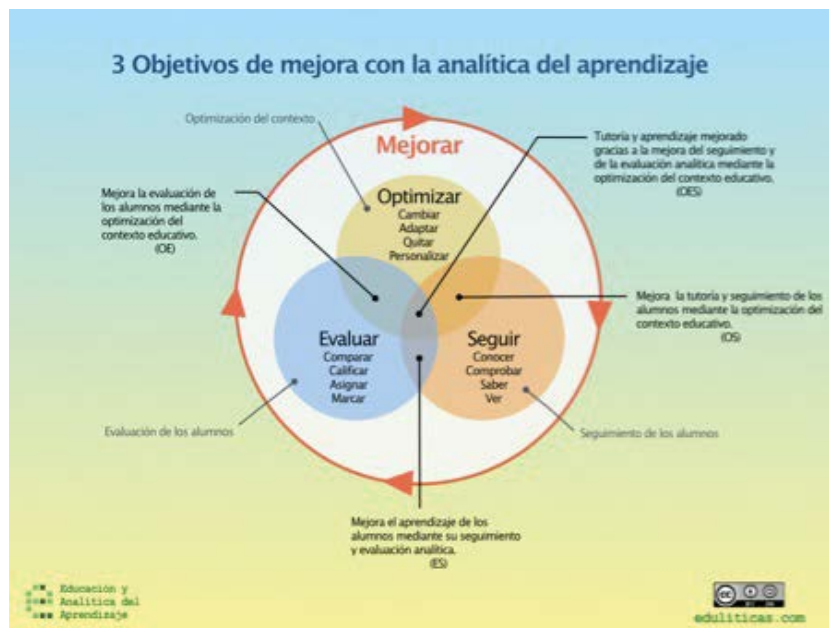 3 Objetivos de mejora con la analítica del aprendizaje
Optimización del contexto
Mejorar
Tutoría y aprendizaje mejorado
gracias a la mejora del seguimiento y
de la evaluación analítica mediante la
optimización del contexto educativo.
(OES)
Mejora la evaluación de
los alumnos mediante la
optimización del
contexto educativo.
(OE)
Optimizar
Cambiar
Adaptar
Quitar
Personalizar
Mejora la tutoría y seguimiento de los
alumnos mediante la optimización del
contexto educativo.
(OS)
Evaluar
Comparar
Calificar
Asignar
Marcar
Seguir
Conocer
Comprobar
Saber
Ver
Evaluación de los alumnos
Seguimiento de los alumnos
Mejora el aprendizaje de los
alumnos mediante su seguimiento
y evaluación analítica.
(ES)
Educación y
Analítica del
Aprendizaje
cc
eduliticas.com